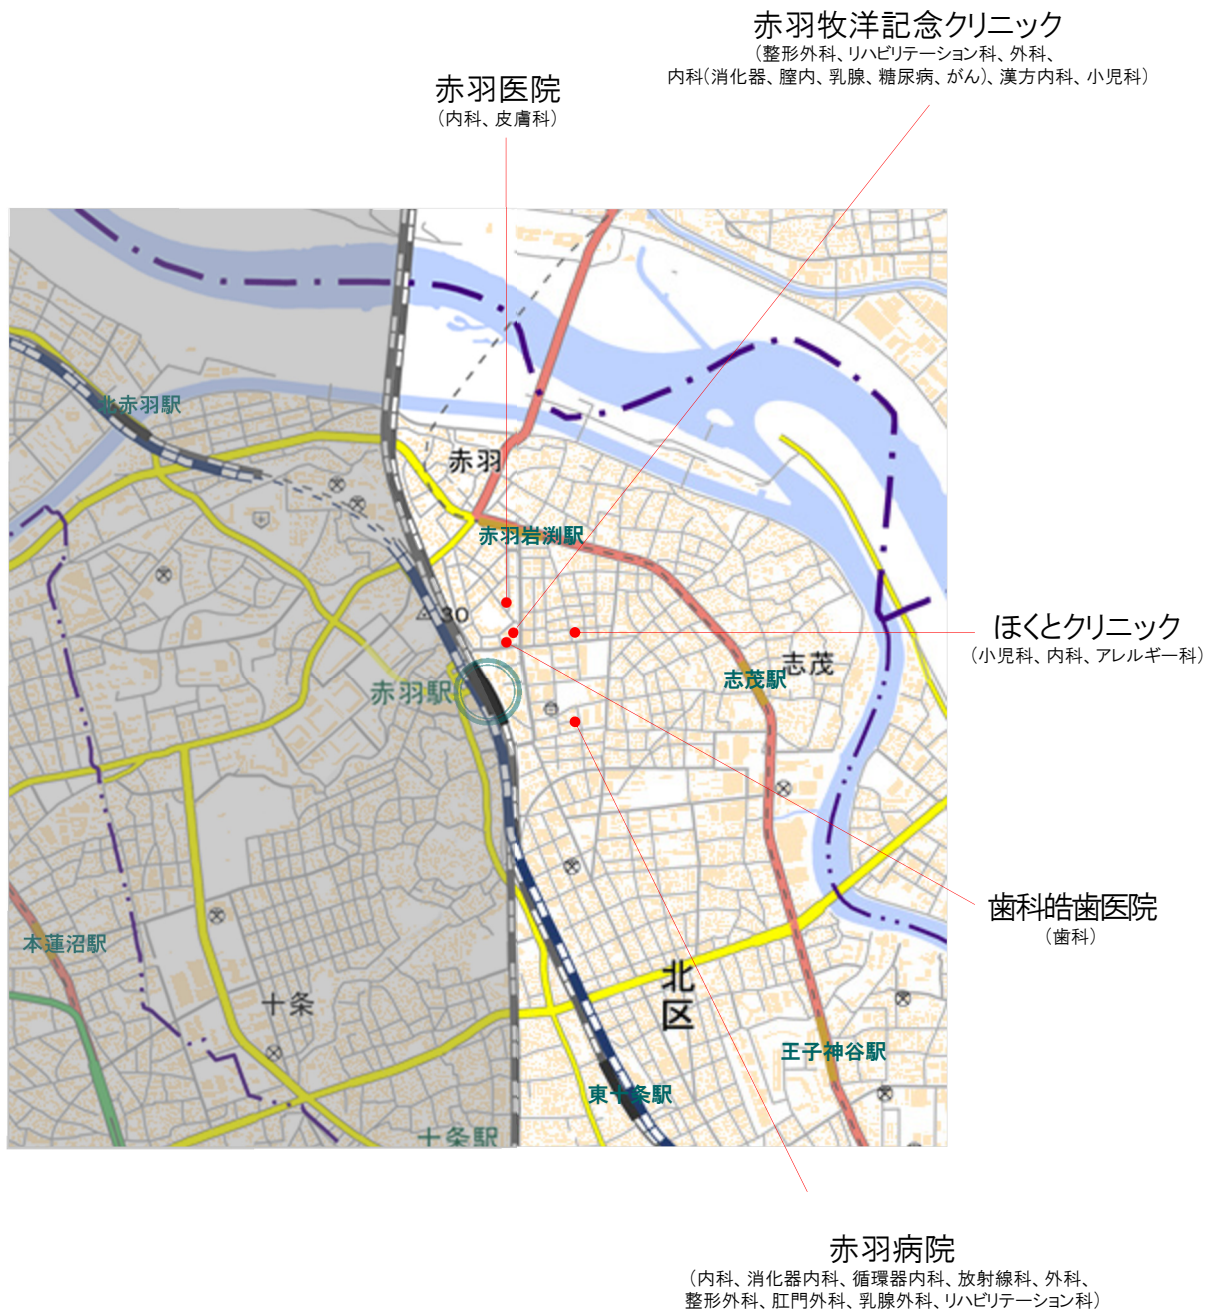 赤羽牧洋記念クリニック
（整形外科、リハビリテーション科、外科、
内科（消化器、膣内、乳腺、糖尿病、がん）、漢方内科、小児科）
赤羽医院
（内科、皮膚科）
北赤羽駅
赤羽
赤羽岩渕駅
30
ほくとクリニック
（小児科、内科、アレルギー科）
志茂
志茂駅
赤羽駅
歯科皓歯医院
（歯科）
本蓮沼駅
十条
北区
王子神谷駅
東十条駅
十条駅
赤羽病院
（内科、消化器内科、循環器内科、放射線科、外科、
整形外科、肛門外科、乳腺外科、リハビリテーション科）